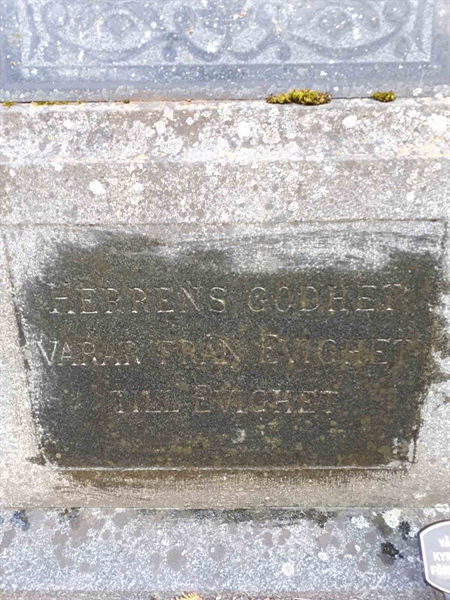 HERRENS GODHET
VARAR FRÅN EVIGHET
TILL EVIGHET